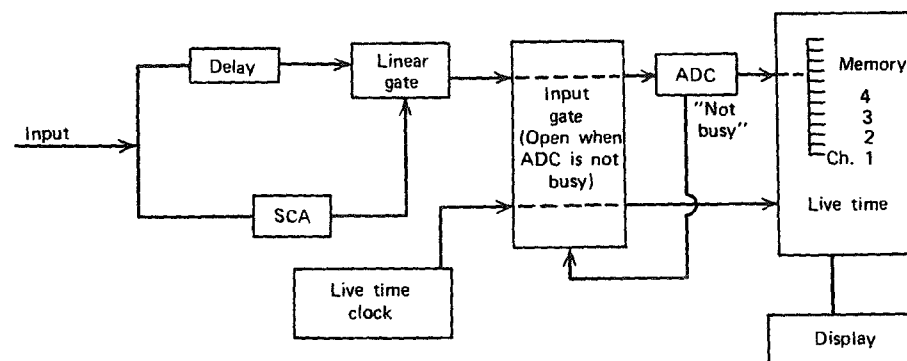 Input
Delay
Linear
gate
SCA
Live time
clock
Input
gate
(Open when
ADC is not
busy)
ADC
"Not
busy"
Memory
4
3
2
Ch. 1
Live time
Display